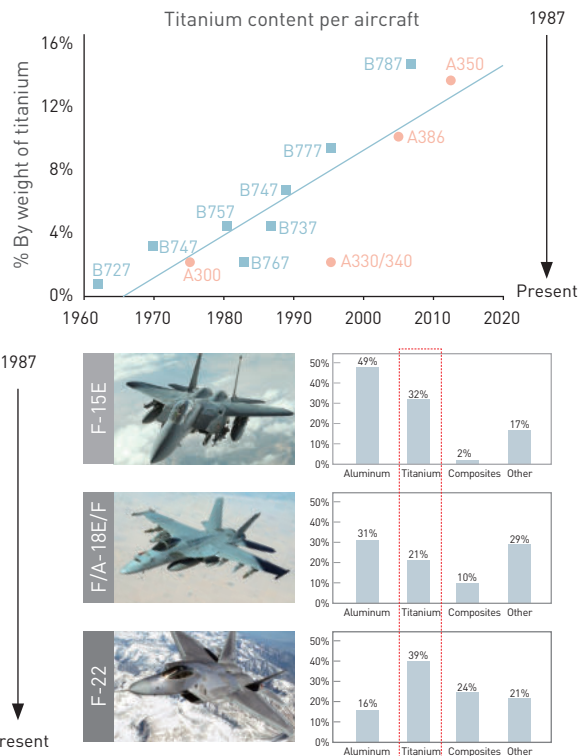 Titanium content per aircraft
1987
% By weight of titanium
16%
12%
8%
4%
0%
B787
A350
A386
B777
B747
B757
B737
B747
B767
A330/340
A300
B727
Present
1960 1970 1980 1990 2000 2010 2020
1987
F-15E
50%
40%
30%
20%
10%
0%
49%
32%
2%
17%
Aluminum Titanium Composites Other
F/A-18E/F
50%
40%
30%
20%
10%
0%
31%
21%
10%
29%
Aluminum Titanium Composites Other
F-22
50%
40%
30%
20%
10%
0%
16%
39%
24%
21%
Aluminum Titanium Composites Other
resent